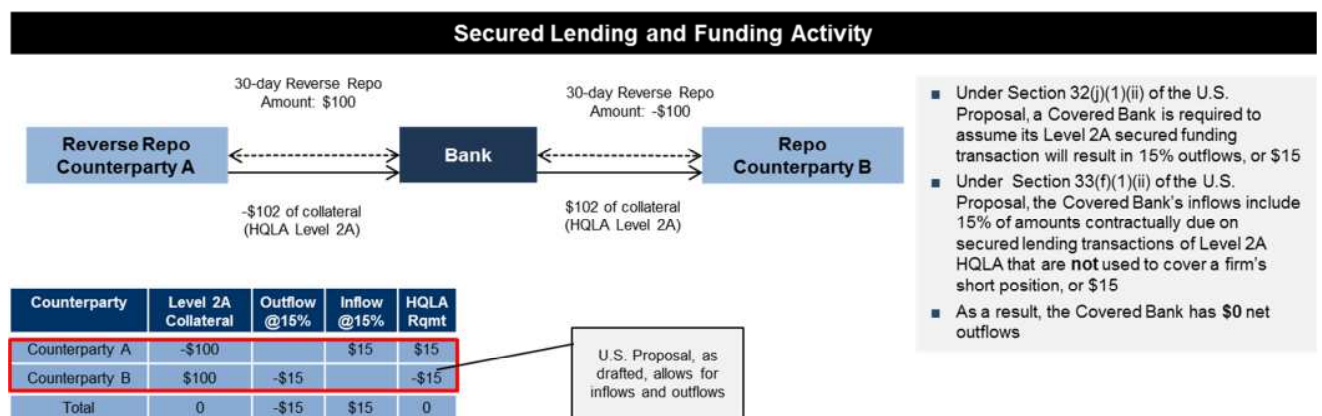 Secured Lending and Funding Activity
30-day Reverse Repo
Amount: $100
30-day Reverse Repo
Amount: -$100
Reverse Repo
Counterparty A
Bank
Repo
Counterparty B
-$102 of collateral
(HQLA Level 2A)
$102 of collateral
(HQLA Level 2A)
■ Under Section 32(j)(1)(ii) of the U.S.
Proposal, a Covered Bank is required to
assume its Level 2A secured funding
transaction will result in 15% outflows, or $15
■ Under Section 33(f)(1)(ii) of the U.S.
Proposal, the Covered Bank's inflows include
15% of amounts contractually due on
secured lending transactions of Level 2A
HQLA that are not used to cover a firm's
short position, or $15
■ As a result, the Covered Bank has $0 net
outflows
Counterparty Level 2A Collateral Outflow @15% Inflow @15% HQLA Rqmt
Counterparty A -$100 $15 $15
Counterparty B $100 -$15 -$15
Total 0 -$15 $15 0
U.S. Proposal, as
drafted, allows for
inflows and outflows